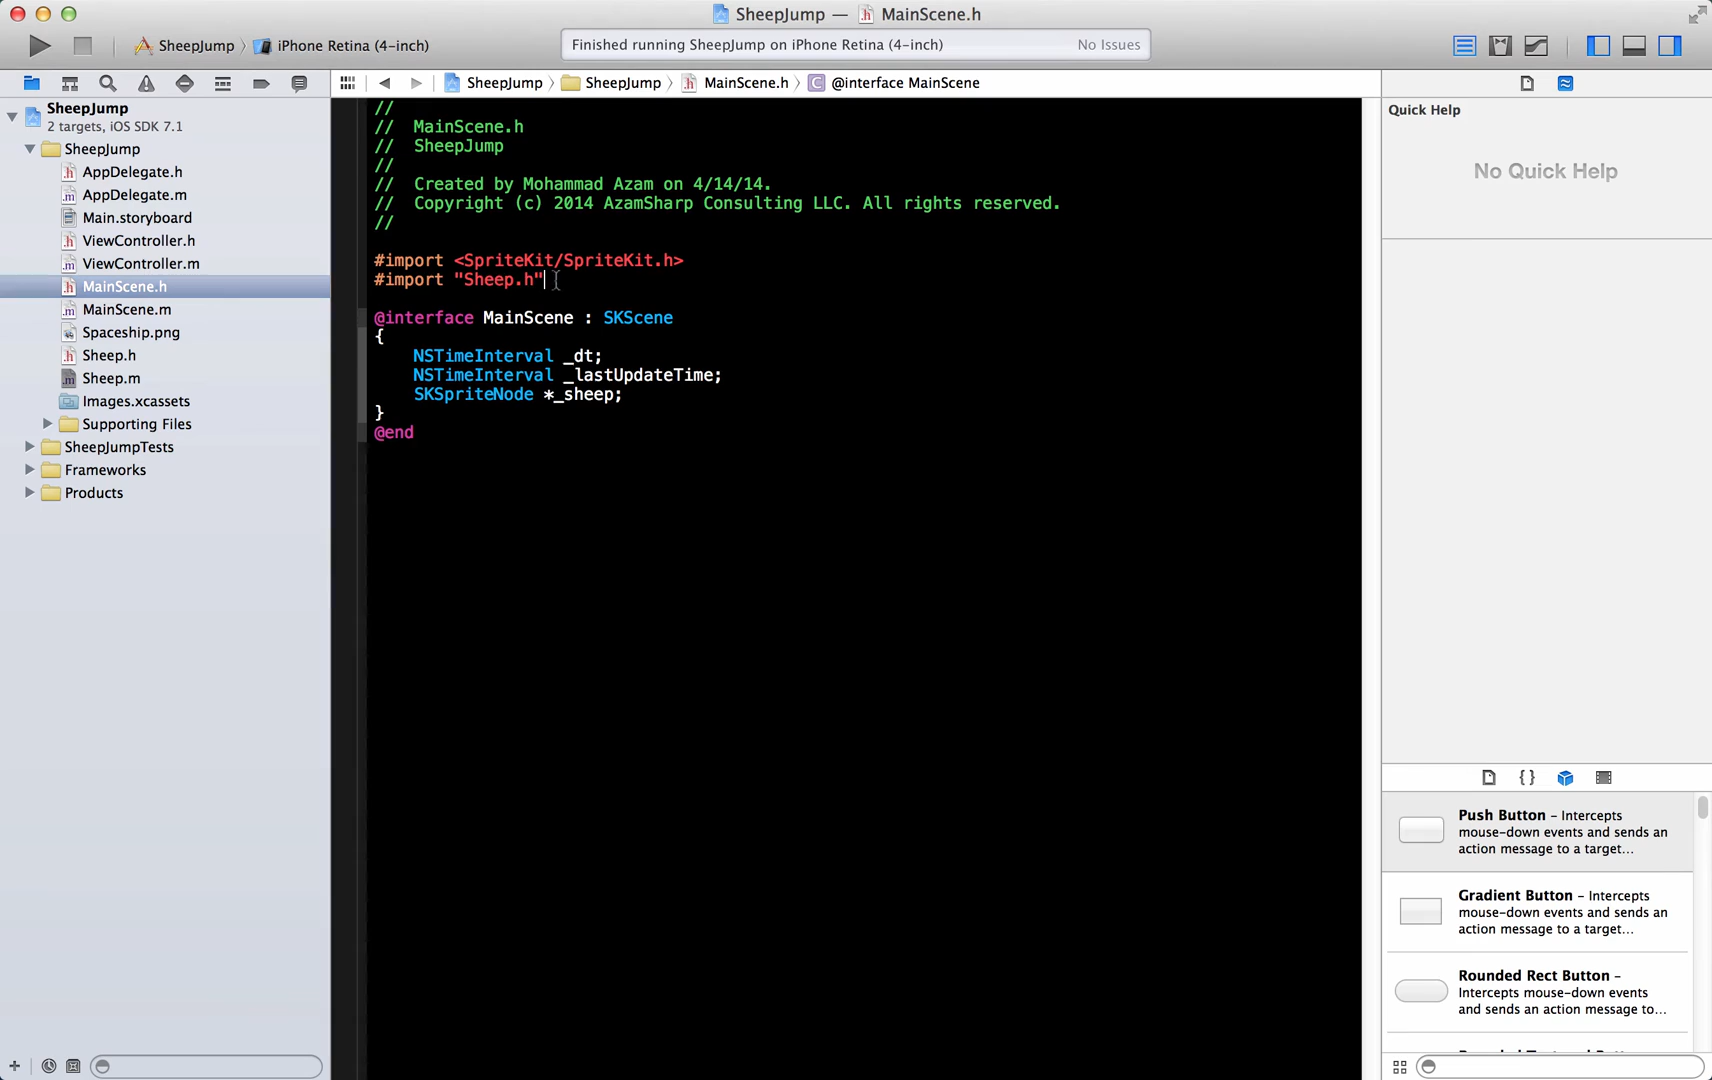 SheepJump — MainScene.h
SheepJump
iPhone Retina (4-inch)
Finished running SheepJump on iPhone Retina (4-inch)
No Issues
SheepJump
SheepJump
MainScene.h
@interface MainScene
SheepJump
2 targets, iOS SDK 7.1
SheepJump
AppDelegate.h
AppDelegate.m
Main.storyboard
ViewController.h
ViewController.m
MainScene.h
MainScene.m
Spaceship.png
Sheep.h
Sheep.m
Images.xcassets
Supporting Files
SheepJumpTests
Frameworks
Products
//
//  MainScene.h
//  SheepJump
//
//  Created by Mohammad Azam on 4/14/14.
//  Copyright (c) 2014 AzamSharp Consulting LLC. All rights reserved.
//
#import <SpriteKit/SpriteKit.h>
#import "Sheep.h"
@interface MainScene : SKScene
{
    NSTimeInterval _dt;
    NSTimeInterval _lastUpdateTime;
    SKSpriteNode *_sheep;
}
@end
Quick Help
No Quick Help
Push Button – Intercepts
mouse-down events and sends an
action message to a target...
Gradient Button – Intercepts
mouse-down events and sends an
action message to a target...
Rounded Rect Button –
Intercepts mouse-down events
and sends an action message to...